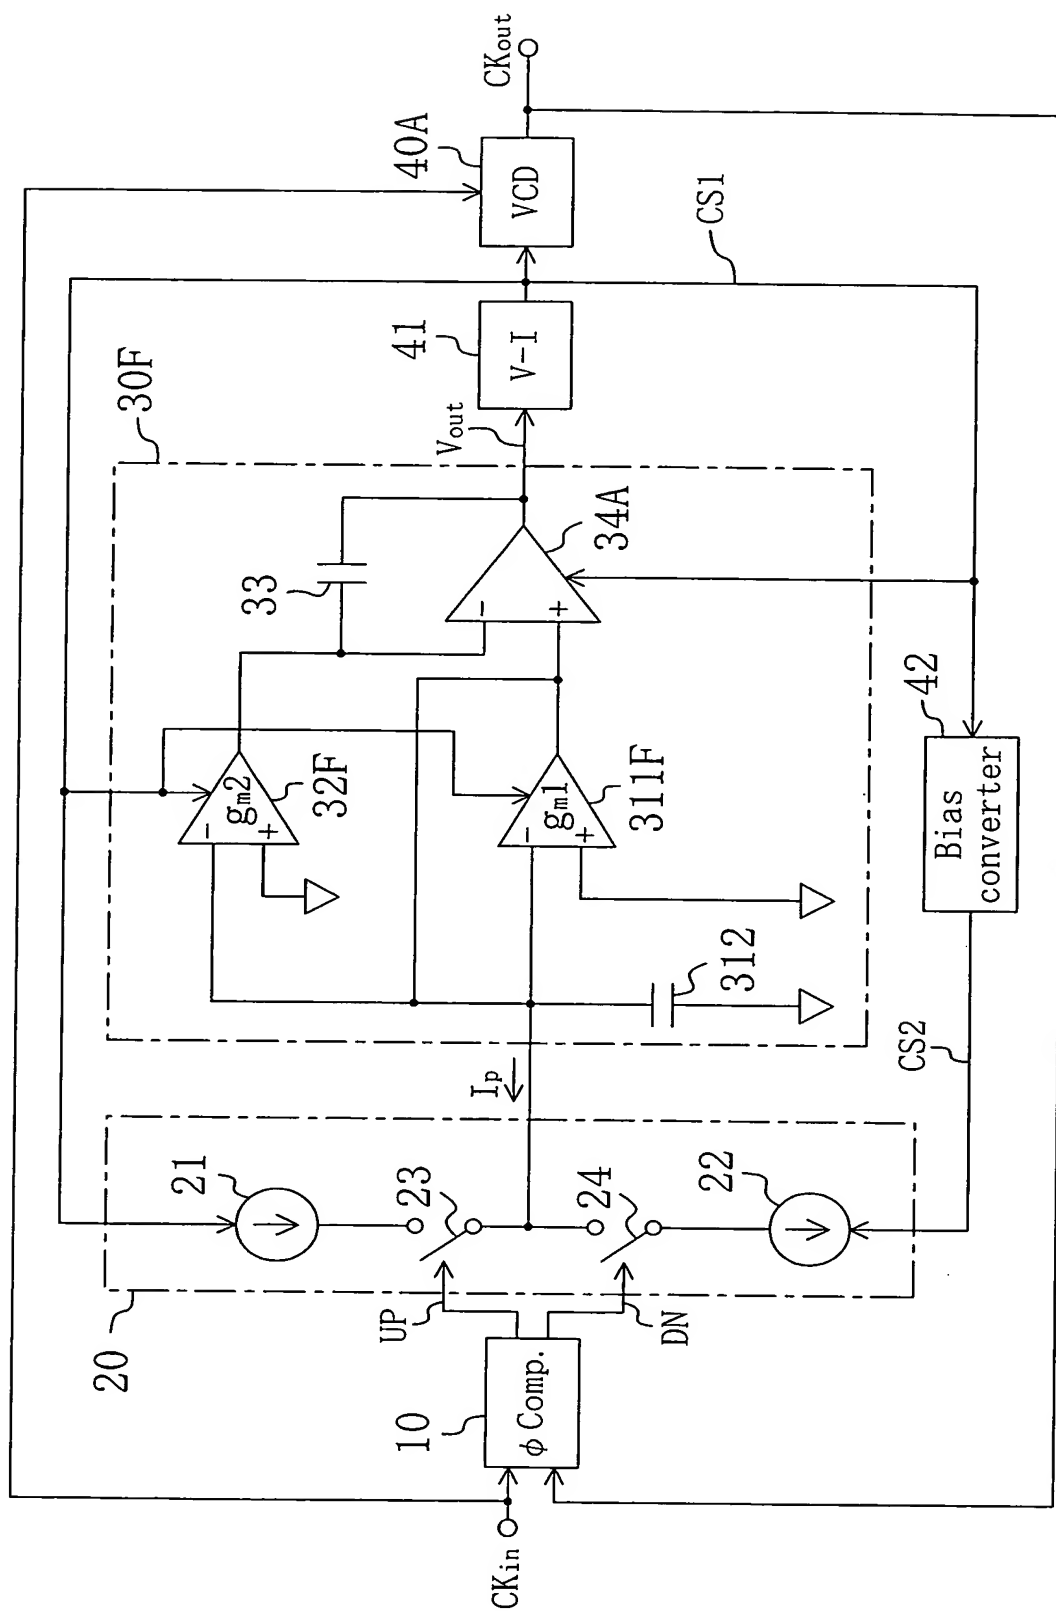 CKin
10
φ Comp.
UP
DN
20
21
23
24
22
Ip
CS2
30F
gm2
32F
gm1
311F
312
33
34A
Vout
41
V-I
40A
VCD
CKout
CS1
42
Bias
converter